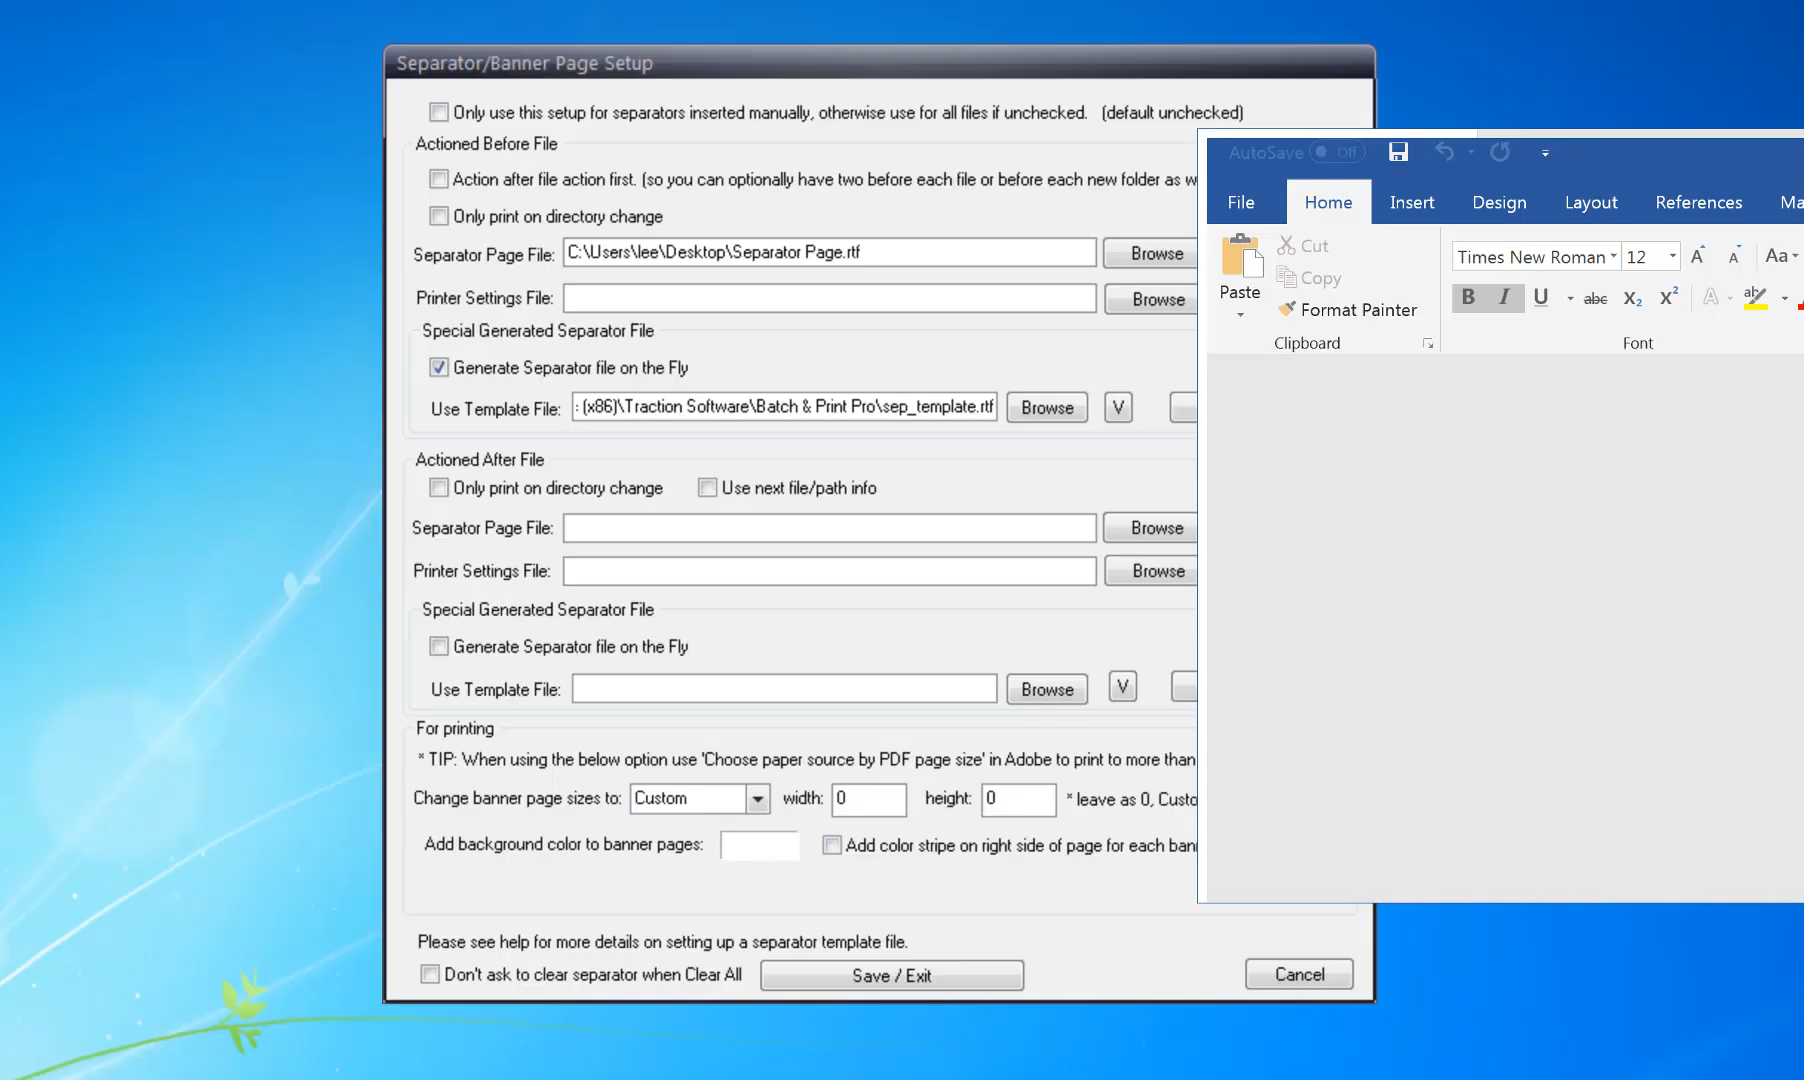 Separator/Banner Page Setup
Only use this setup for separators inserted manually, otherwise use for all files if unchecked. (default unchecked)
Actioned Before File
Action after file action first. (so you can optionally have two before each file or before each new folder as w
Only print on directory change
Separator Page File: C:\Users\lee\Desktop\Separator Page.rtf Browse
Printer Settings File: Browse
Special Generated Separator File
Generate Separator file on the Fly
Use Template File: : (x86)\Traction Software\Batch & Print Pro\sep_template.rtf Browse V
Actioned After File
Only print on directory change Use next file/path info
Separator Page File: Browse
Printer Settings File: Browse
Special Generated Separator File
Generate Separator file on the Fly
Use Template File: Browse V
For printing
* TIP: When using the below option use 'Choose paper source by PDF page size' in Adobe to print to more than
Change banner page sizes to: Custom width: 0 height: 0 * leave as 0, Custo
Add background color to banner pages: Add color stripe on right side of page for each ban
Please see help for more details on setting up a separator template file.
Don't ask to clear separator when Clear All Save / Exit Cancel
AutoSave Off
File Home Insert Design Layout References Ma
Cut
Copy
Paste
Format Painter
Clipboard
Times New Roman 12 A A Aa
B I U abc X₂ X² A ab
Font